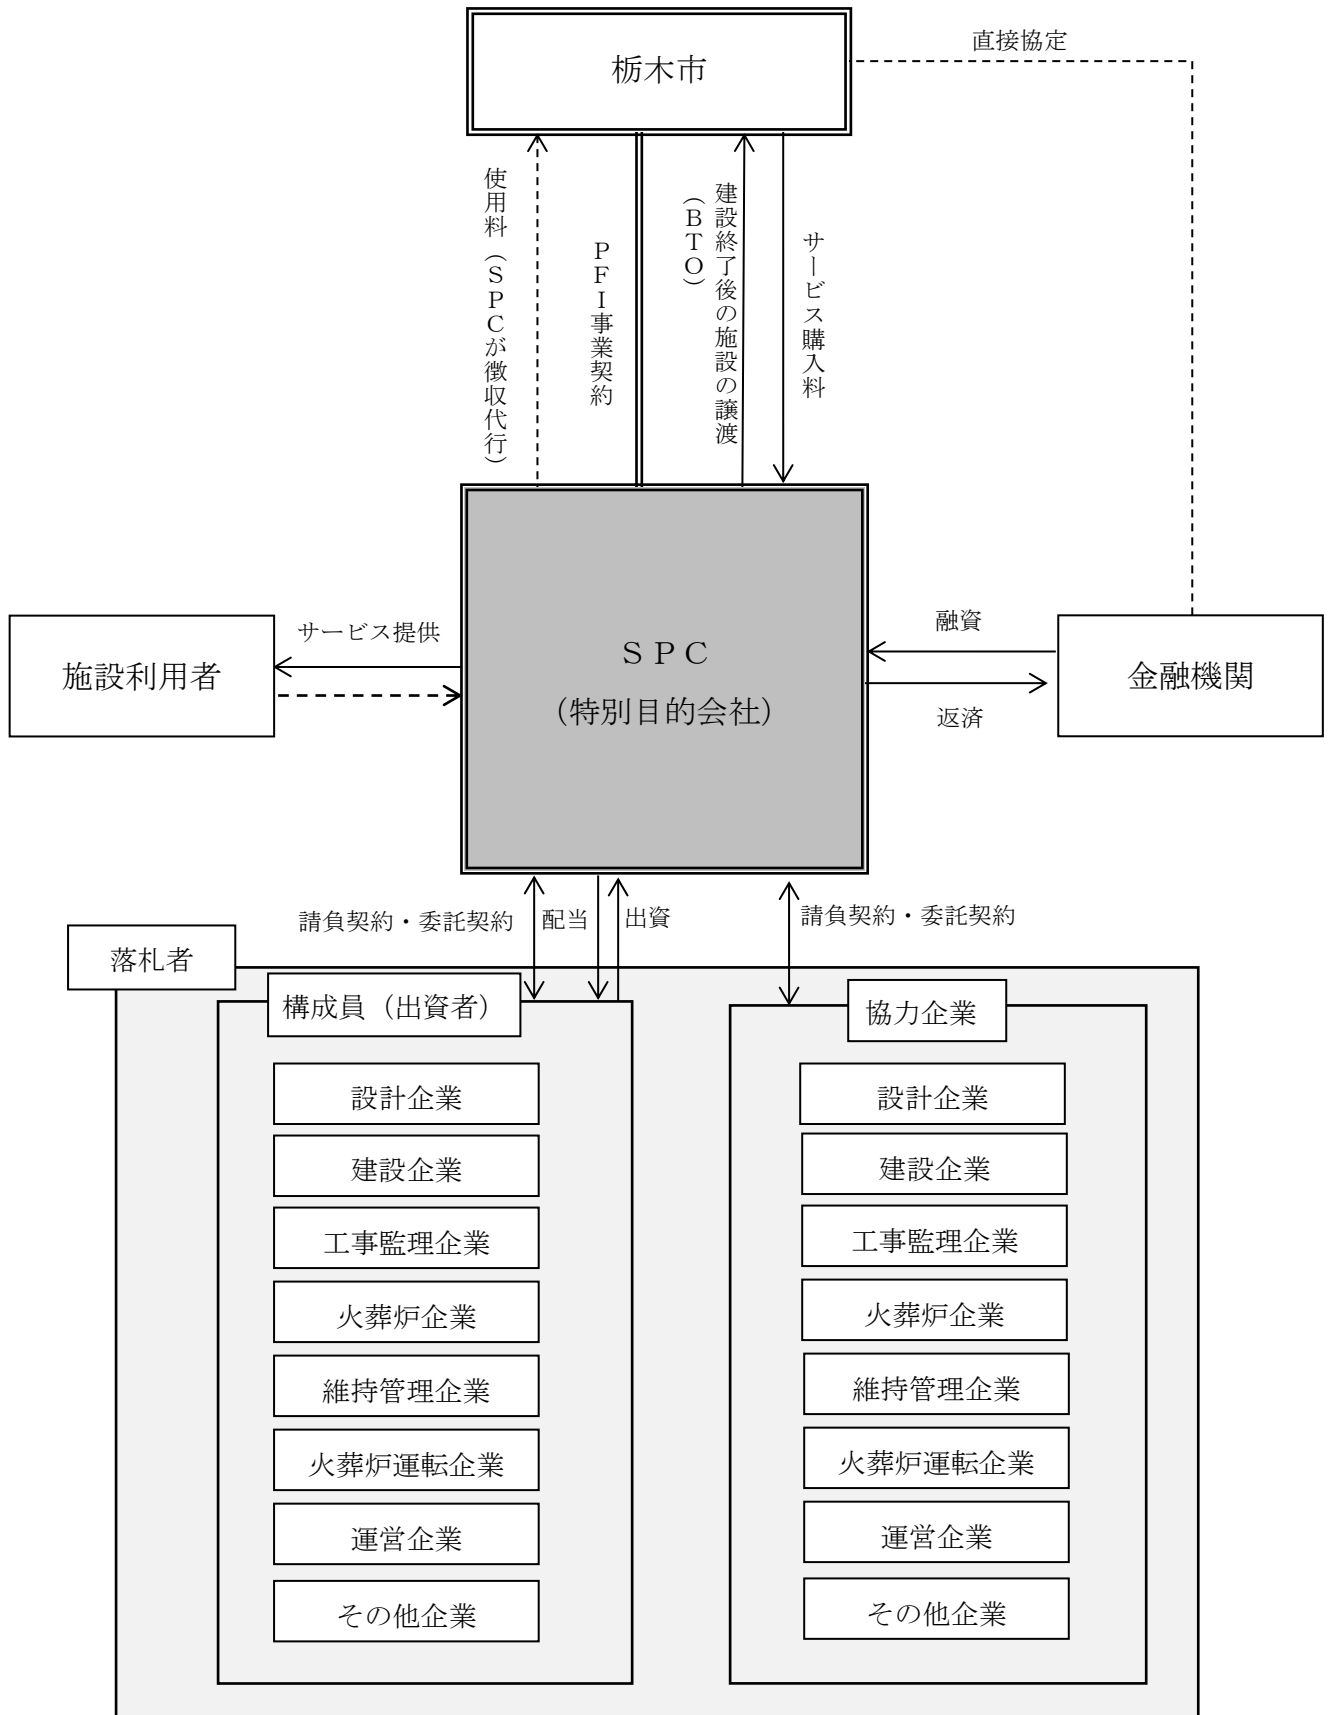 栃木市
直接協定
使用料（ＳＰＣが徴収代行）
ＰＦＩ事業契約
建設終了後の施設の譲渡
（ＢＴＯ）
サービス購入料
施設利用者
サービス提供
ＳＰＣ
（特別目的会社）
融資
返済
金融機関
請負契約・委託契約
配当
出資
請負契約・委託契約
落札者
構成員（出資者）
設計企業
建設企業
工事監理企業
火葬炉企業
維持管理企業
火葬炉運転企業
運営企業
その他企業
協力企業
設計企業
建設企業
工事監理企業
火葬炉企業
維持管理企業
火葬炉運転企業
運営企業
その他企業